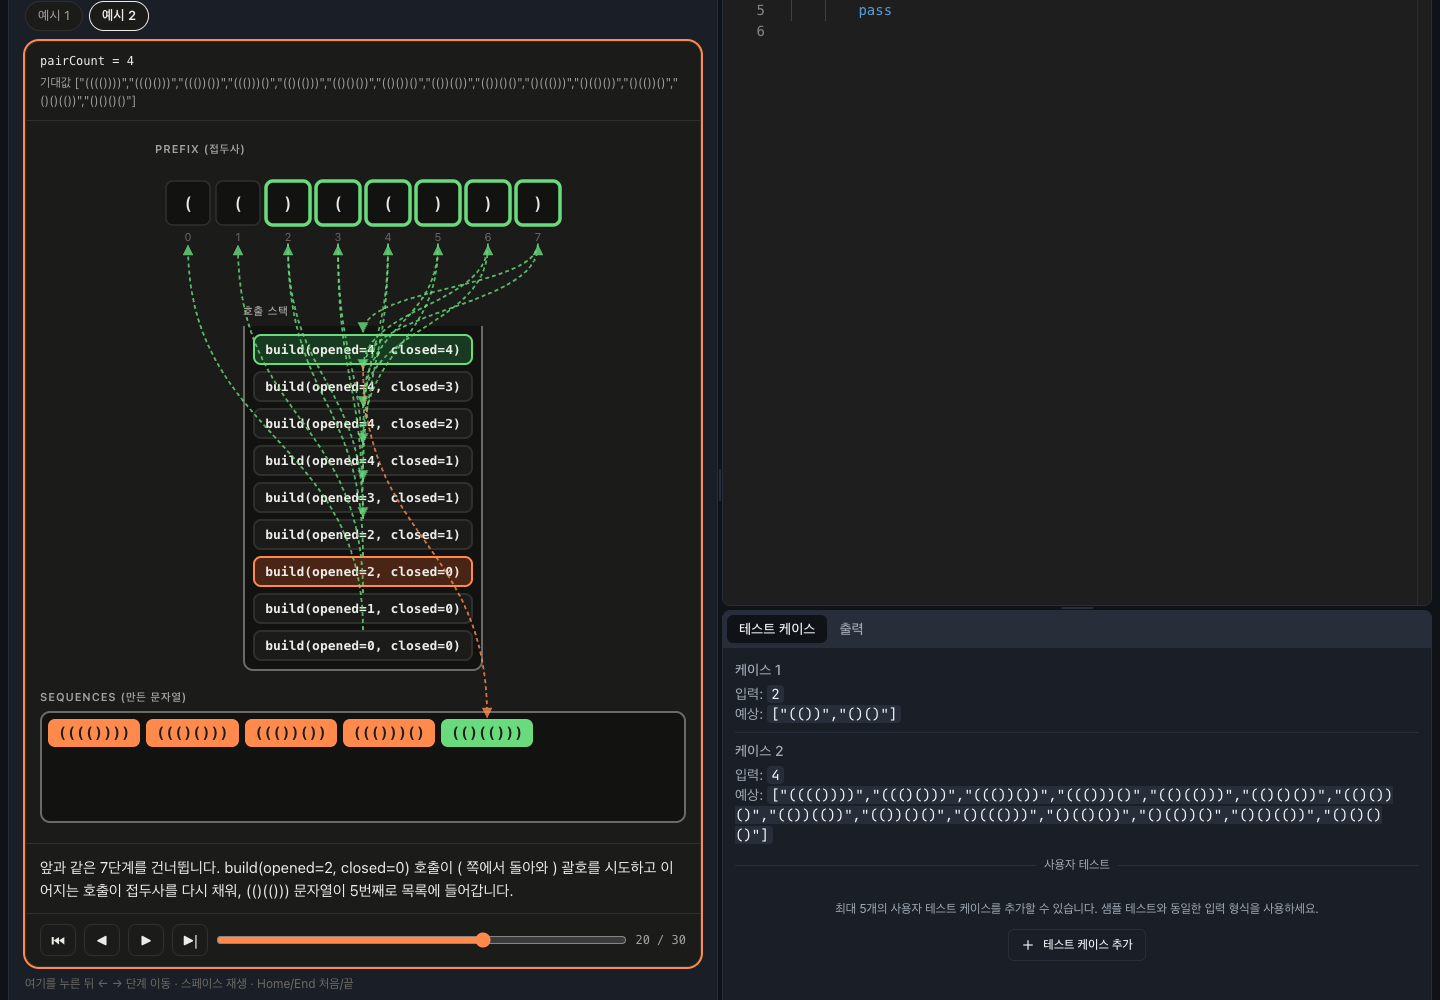 예시 1
예시 2
pairCount = 4
기대값 ["(((())))","((()()))","((())())","((()))()","(()(()))","(()()())","(()())()","(())(())","(())()()","()((()))","()(()())","()(())()","
()()(())","()()()()"]
PREFIX (접두사)
( ( ) ( ( ) ) )
0 1 2 3 4 5 6 7
호출 스택
build(opened=4, closed=4)
build(opened=4, closed=3)
build(opened=4, closed=2)
build(opened=4, closed=1)
build(opened=3, closed=1)
build(opened=2, closed=1)
build(opened=2, closed=0)
build(opened=1, closed=0)
build(opened=0, closed=0)
SEQUENCES (만든 문자열)
(((()))) ((()())) ((())()) ((()))() (()(()))
앞과 같은 7단계를 건너뜁니다. build(opened=2, closed=0) 호출이 ( 쪽에서 돌아와 ) 괄호를 시도하고 이
어지는 호출이 접두사를 다시 채워, (()(())) 문자열이 5번째로 목록에 들어갑니다.
20 / 30
여기를 누른 뒤 ← → 단계 이동 · 스페이스 재생 · Home/End 처음/끝
5 pass
6
테스트 케이스
출력
케이스 1
입력: 2
예상: ["(())","()()"]
케이스 2
입력: 4
예상: ["(((())))","((()()))","((())())","((()))()","(()(()))","(()()())","(()())
()","(())(())","(())()()","()((()))","()(()())","()(())()","()()(())","()()()
()"]
사용자 테스트
최대 5개의 사용자 테스트 케이스를 추가할 수 있습니다. 샘플 테스트와 동일한 입력 형식을 사용하세요.
+ 테스트 케이스 추가